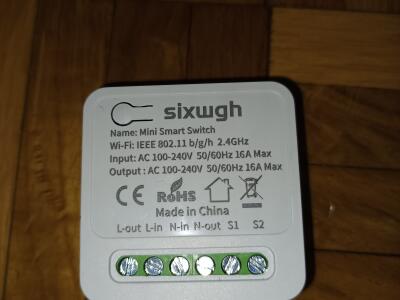 sixwgh
Name: Mini Smart Switch
Wi-Fi: IEEE 802.11 b/g/h 2.4GHz
Input: AC 100-240V 50/60Hz 16A Max
Output : AC 100-240V 50/60Hz 16A Max
CE RoHS
Made in China
L-out L-in N-in N-out S1 S2